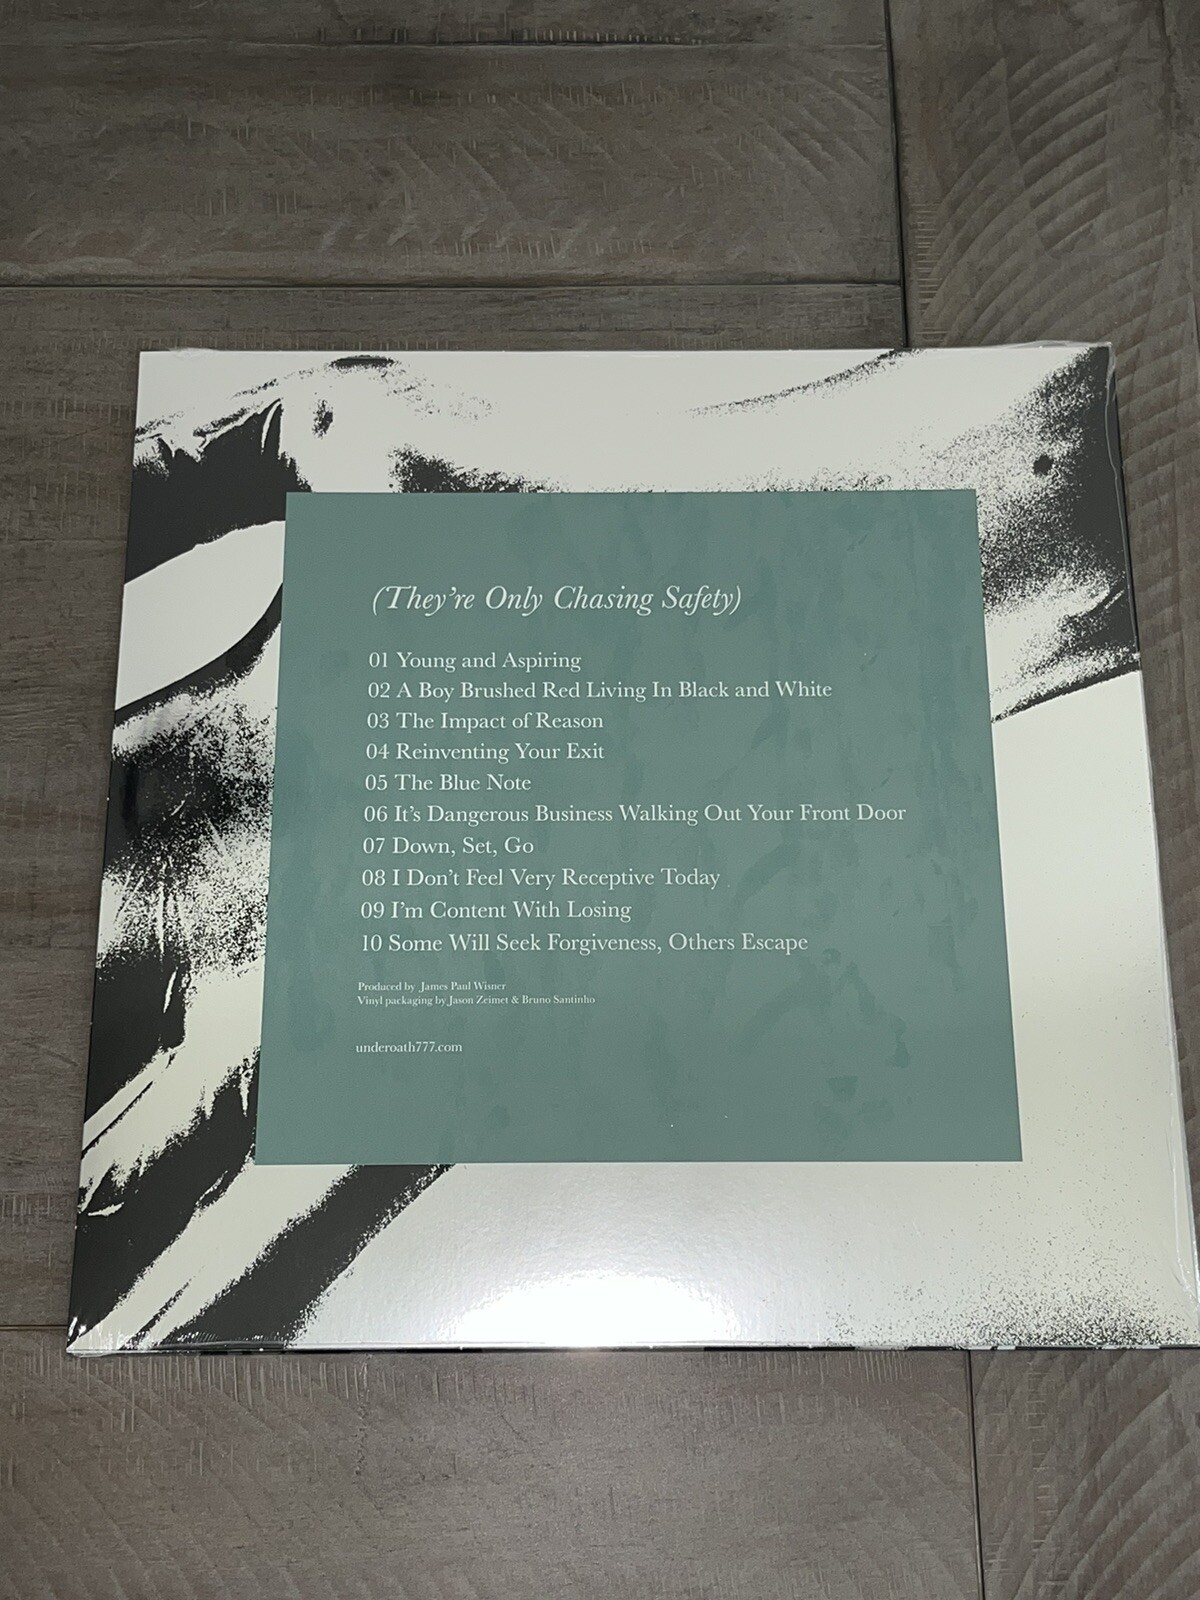 (They're Only Chasing Safety)
01 Young and Aspiring
02 A Boy Brushed Red Living In Black and White
03 The Impact of Reason
04 Reinventing Your Exit
05 The Blue Note
06 It's Dangerous Business Walking Out Your Front Door
07 Down, Set, Go
08 I Don't Feel Very Receptive Today
09 I'm Content With Losing
10 Some Will Seek Forgiveness, Others Escape
Produced by James Paul Wisner
Vinyl packaging by Jason Zeimet & Bruno Santinho
underoath777.com